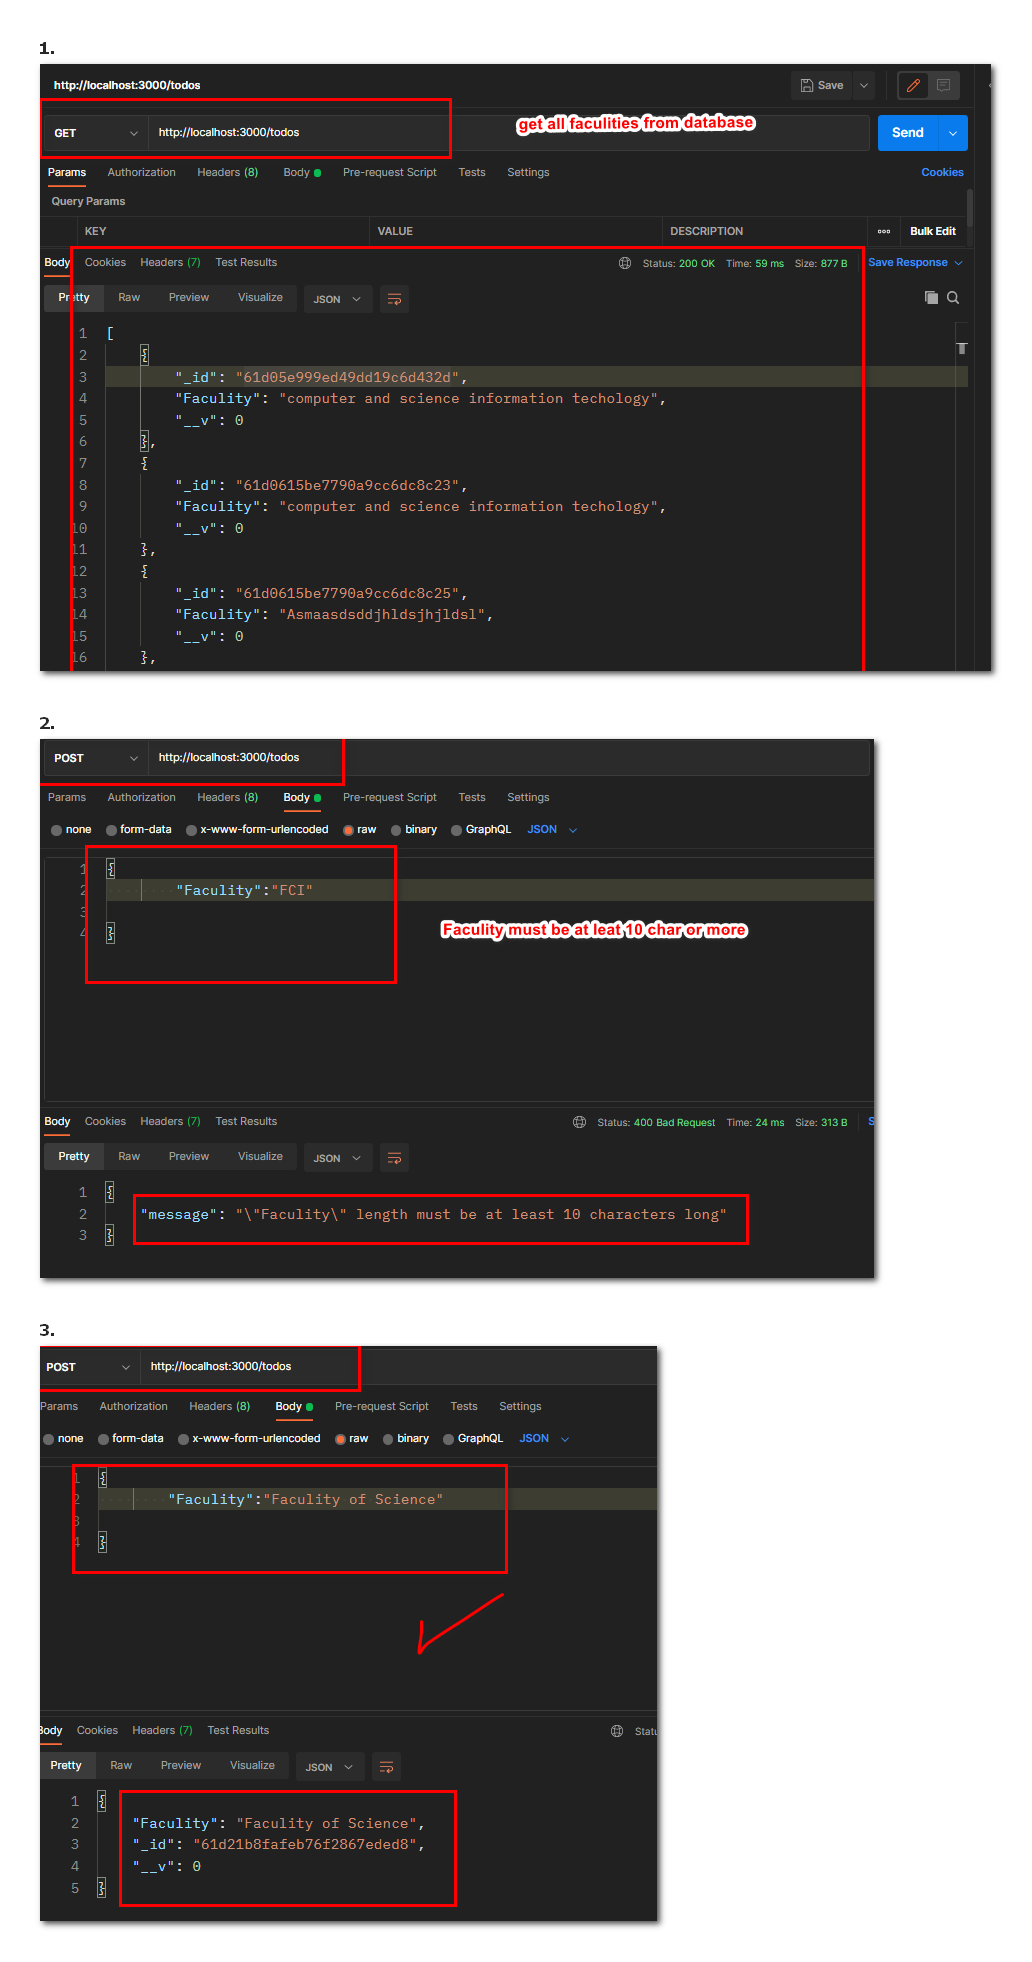 1.
http://localhost:3000/todos
Save
GET http://localhost:3000/todos
get all faculities from database
Send
Params Authorization Headers (8) Body Pre-request Script Tests Settings Cookies
Query Params
KEY VALUE DESCRIPTION ooo Bulk Edit
Body Cookies Headers (7) Test Results Status: 200 OK Time: 59 ms Size: 877 B Save Response
Pretty Raw Preview Visualize JSON
1 [
2 {
3 "_id": "61d05e999ed49dd19c6d432d",
4 "Faculity": "computer and science information techology",
5 "__v": 0
6 },
7 {
8 "_id": "61d0615be7790a9cc6dc8c23",
9 "Faculity": "computer and science information techology",
10 "__v": 0
11 },
12 {
13 "_id": "61d0615be7790a9cc6dc8c25",
14 "Faculity": "Asmaasdsddjhldsjhjldsl",
15 "__v": 0
16 },
2.
POST http://localhost:3000/todos
Params Authorization Headers (8) Body Pre-request Script Tests Settings
none form-data x-www-form-urlencoded raw binary GraphQL JSON
1 {
2 "Faculity":"FCI"
3
4 }
Faculity must be at leat 10 char or more
Body Cookies Headers (7) Test Results Status: 400 Bad Request Time: 24 ms Size: 313 B S
Pretty Raw Preview Visualize JSON
1 {
2 "message": "\"Faculity\" length must be at least 10 characters long"
3 }
3.
POST http://localhost:3000/todos
Params Authorization Headers (8) Body Pre-request Script Tests Settings
none form-data x-www-form-urlencoded raw binary GraphQL JSON
1 {
2 "Faculity":"Faculity of Science"
3
4 }
Body Cookies Headers (7) Test Results Statu
Pretty Raw Preview Visualize JSON
1 {
2 "Faculity": "Faculity of Science",
3 "_id": "61d21b8fafeb76f2867eded8",
4 "__v": 0
5 }